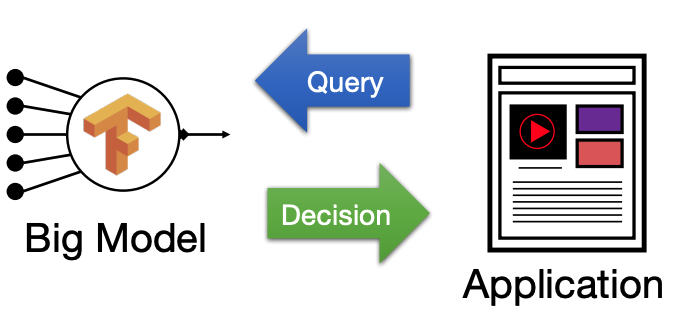 Query
Decision
Big Model
Application